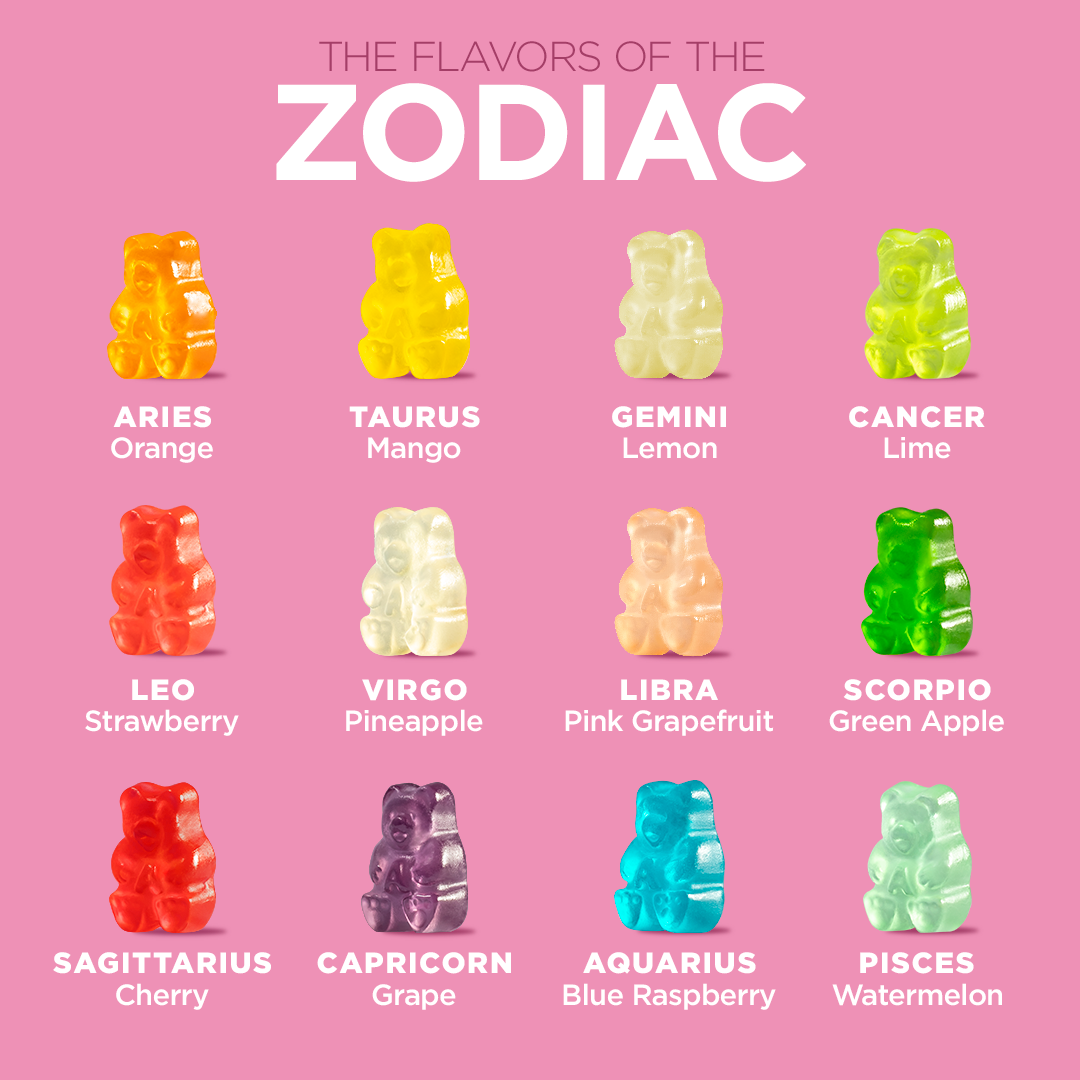 THE FLAVORS OF THE
ZODIAC
ARIES
Orange
TAURUS
Mango
GEMINI
Lemon
CANCER
Lime
LEO
Strawberry
VIRGO
Pineapple
LIBRA
Pink Grapefruit
SCORPIO
Green Apple
SAGITTARIUS
Cherry
CAPRICORN
Grape
AQUARIUS
Blue Raspberry
PISCES
Watermelon